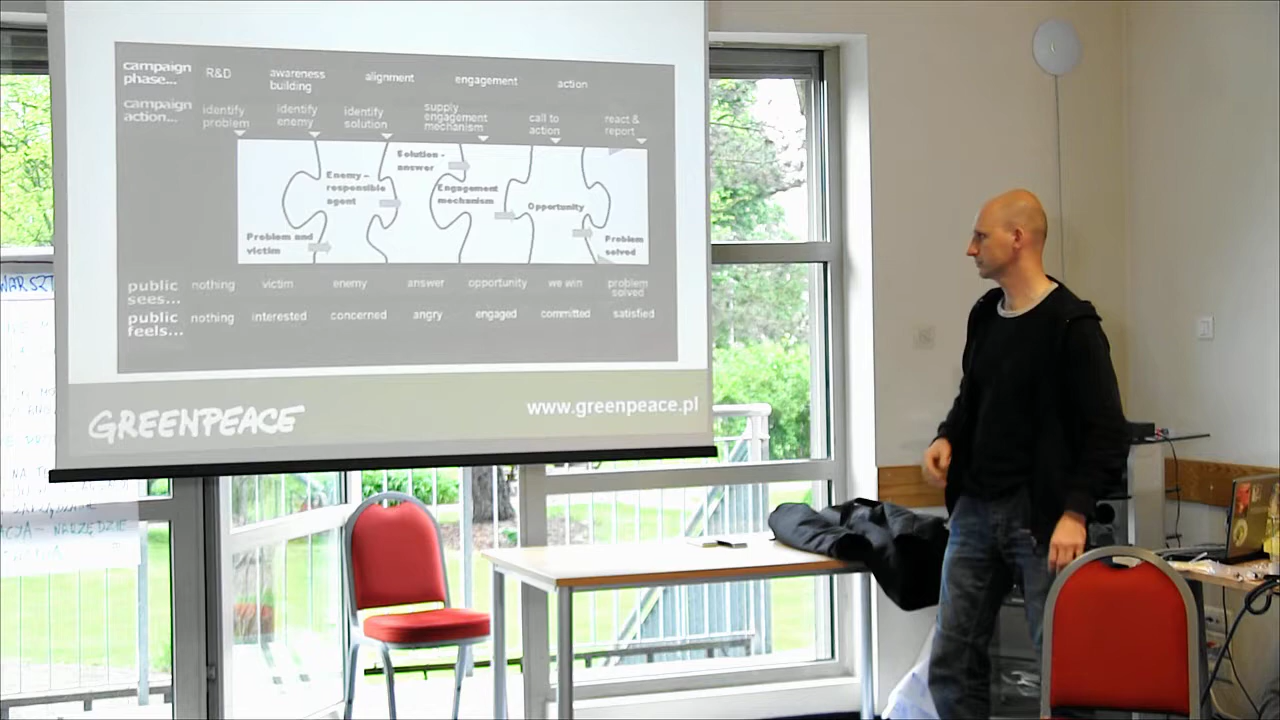 campaign phase... R&D awareness building alignment engagement action
campaign action... identify problem identify enemy identify solution supply engagement mechanism call to action react & report
Problem and victim
Enemy – responsible agent
Solution - answer
Engagement mechanism
Opportunity
Problem solved
public sees... nothing victim enemy answer opportunity we win problem solved
public feels... nothing interested concerned angry engaged committed satisfied
GREENPEACE
www.greenpeace.pl